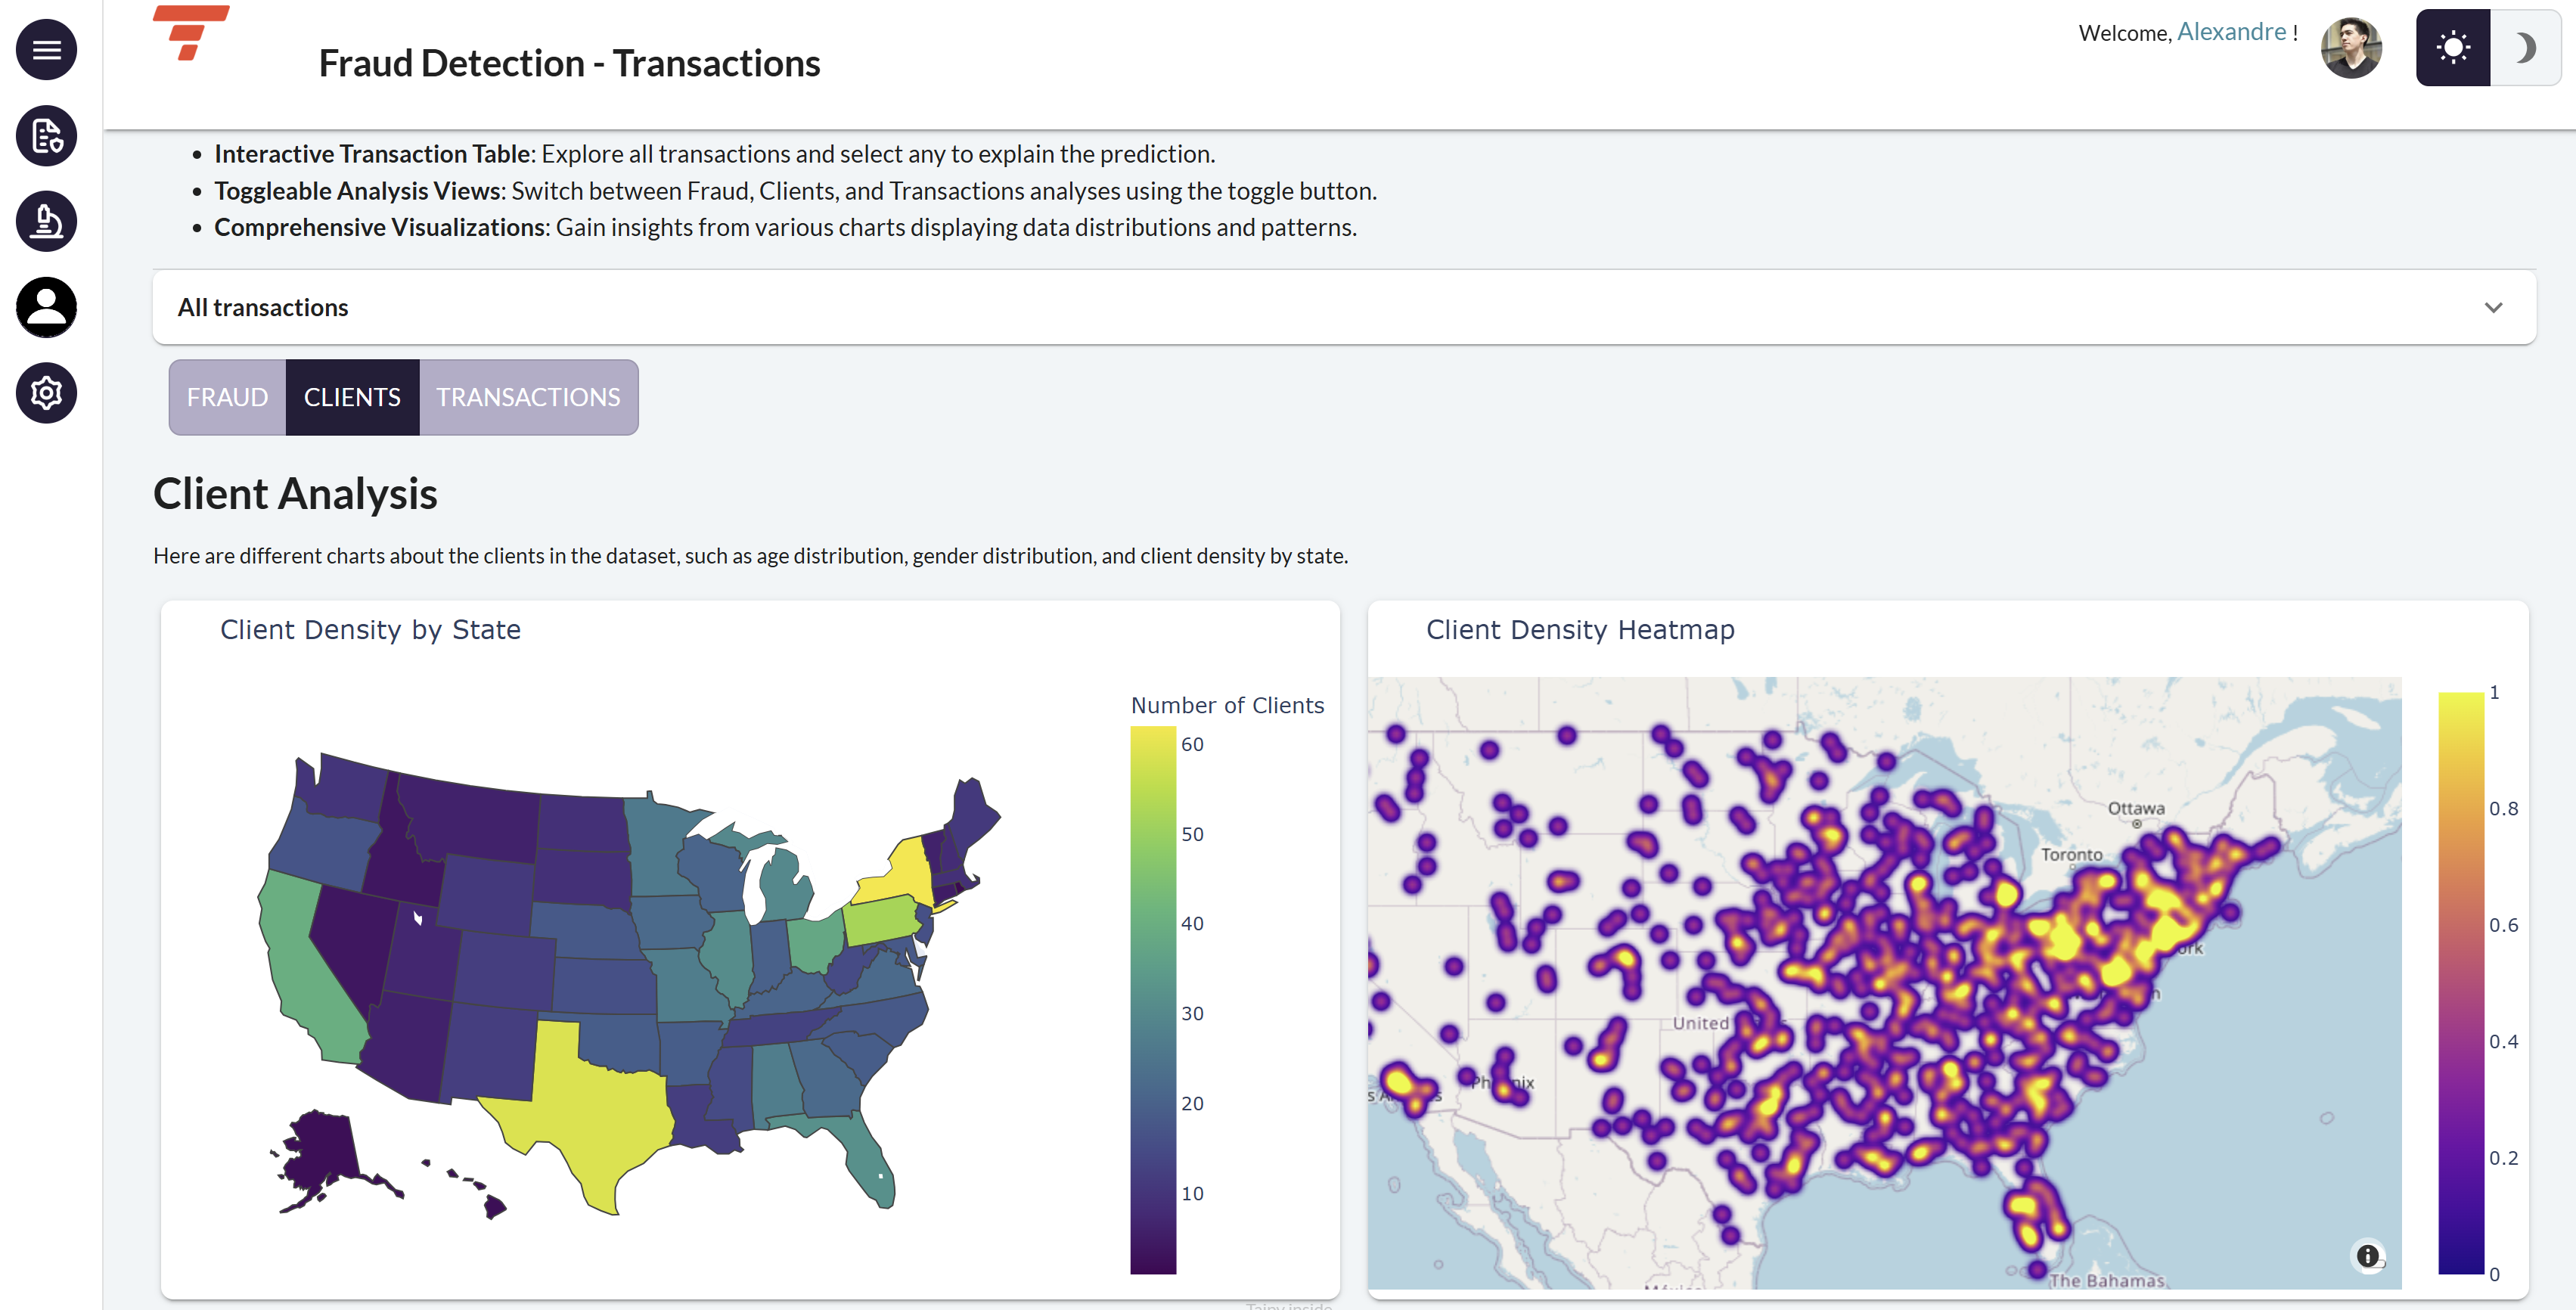 Fraud Detection - Transactions
Welcome, Alexandre !
Interactive Transaction Table: Explore all transactions and select any to explain the prediction.
Toggleable Analysis Views: Switch between Fraud, Clients, and Transactions analyses using the toggle button.
Comprehensive Visualizations: Gain insights from various charts displaying data distributions and patterns.
All transactions
FRAUD CLIENTS TRANSACTIONS
Client Analysis
Here are different charts about the clients in the dataset, such as age distribution, gender distribution, and client density by state.
Client Density by State
Number of Clients
60
50
40
30
20
10
Client Density Heatmap
Ottawa
Toronto
United
The Bahamas
1
0.8
0.6
0.4
0.2
0